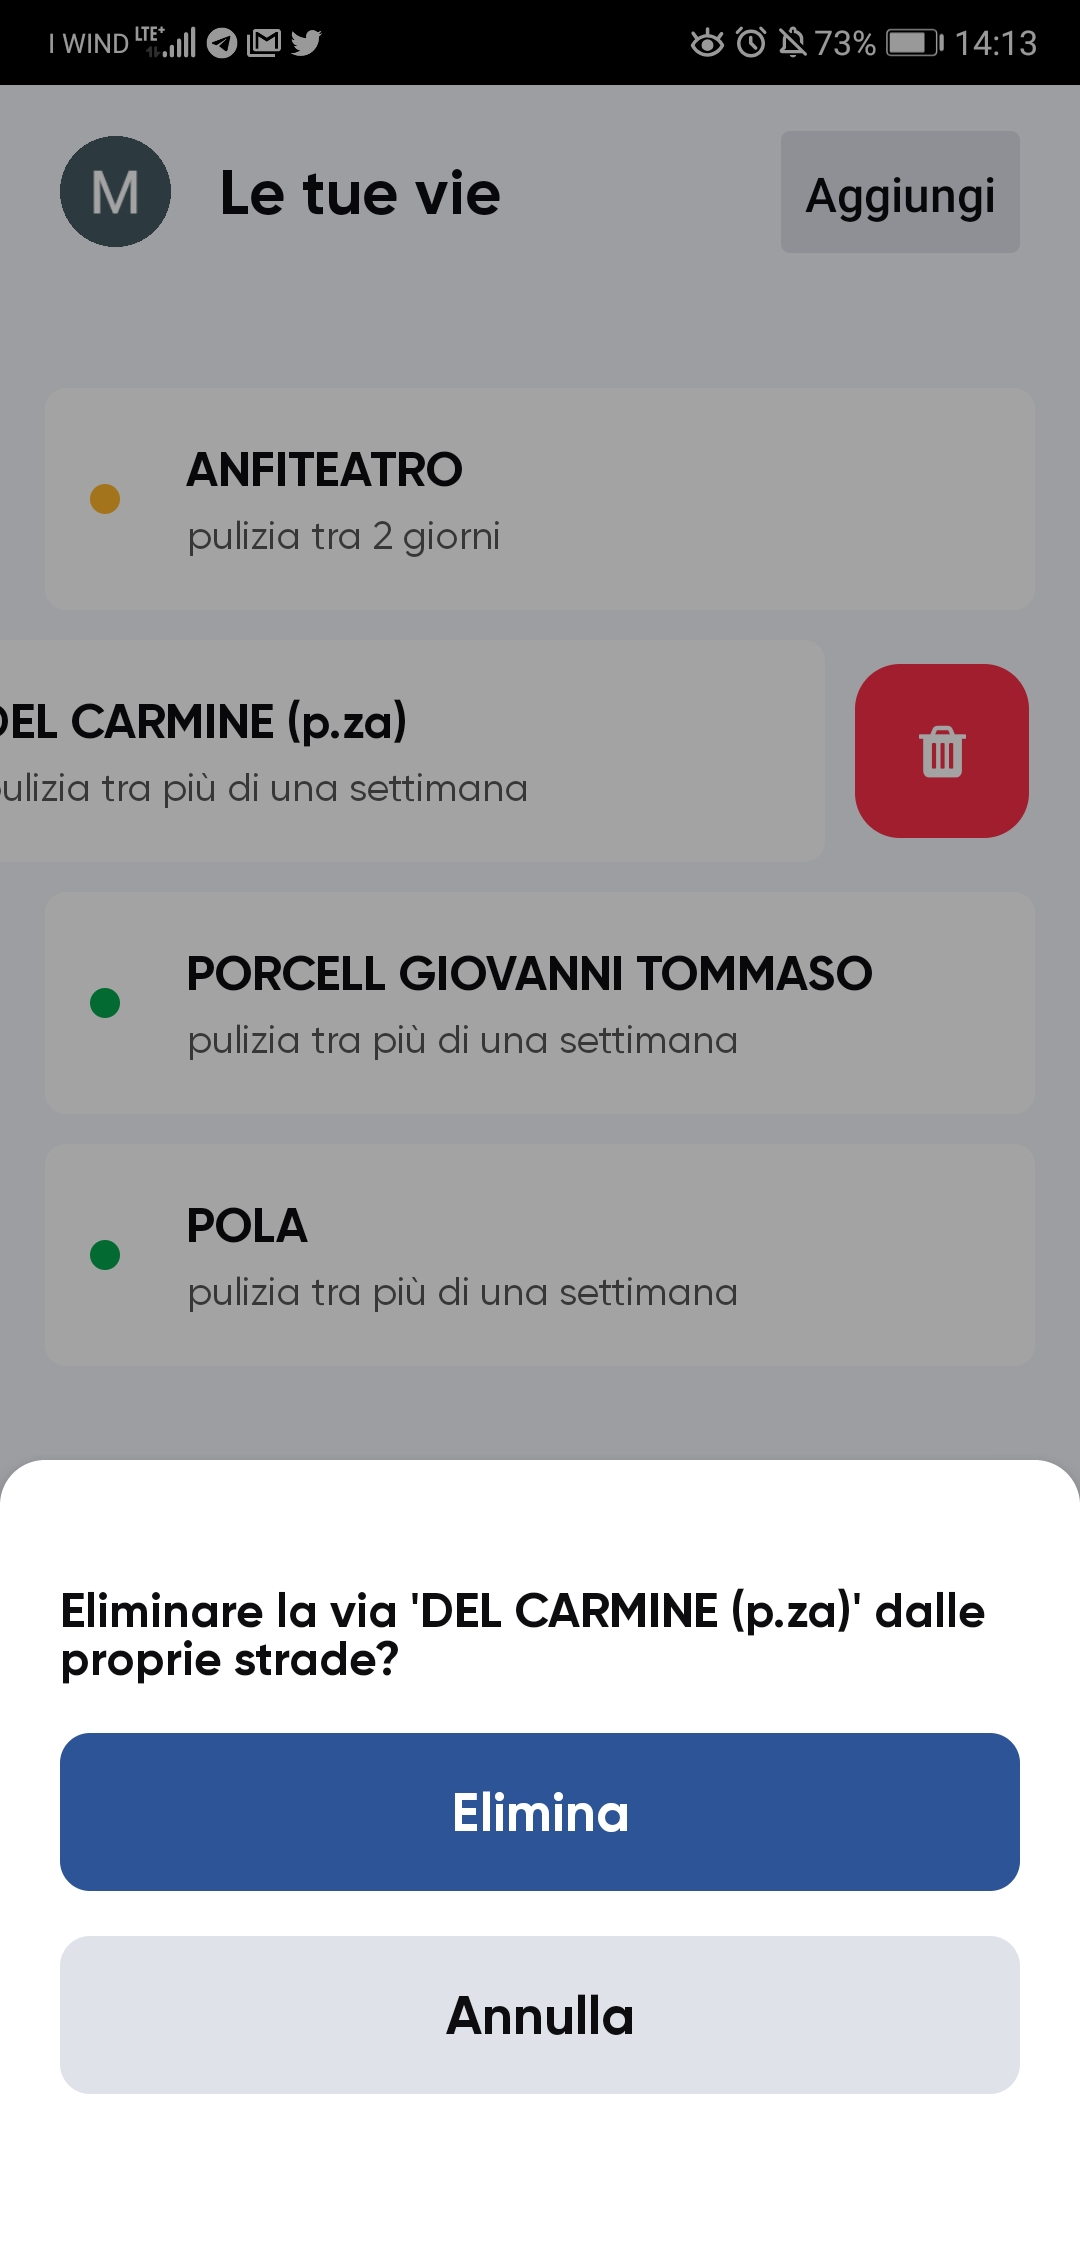 I WIND LTE+ 73% 14:13
M Le tue vie Aggiungi
ANFITEATRO
pulizia tra 2 giorni
DEL CARMINE (p.za)
pulizia tra più di una settimana
PORCELL GIOVANNI TOMMASO
pulizia tra più di una settimana
POLA
pulizia tra più di una settimana
Eliminare la via 'DEL CARMINE (p.za)' dalle
proprie strade?
Elimina
Annulla